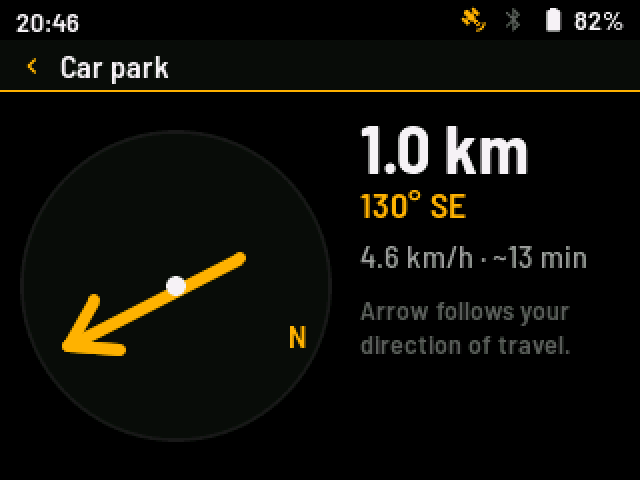 20:46
82%
Car park
1.0 km
130° SE
4.6 km/h · ~13 min
Arrow follows your
direction of travel.
N